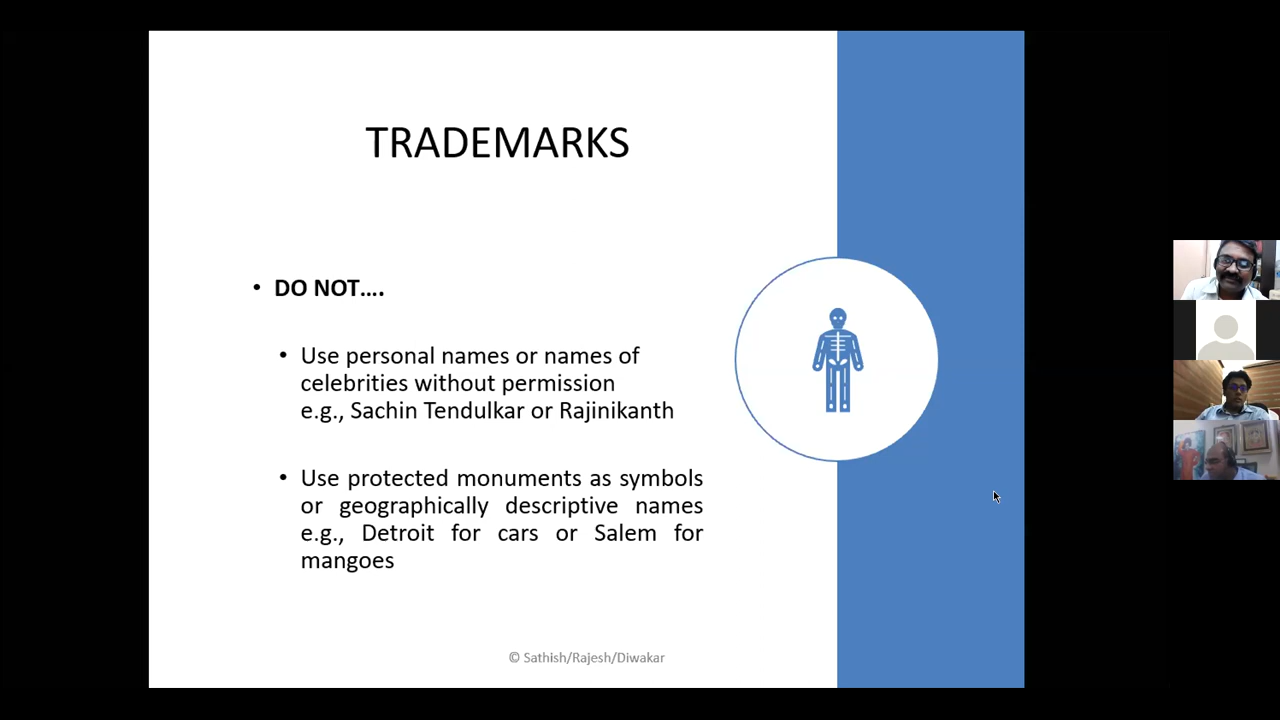 TRADEMARKS
• DO NOT....
• Use personal names or names of
celebrities without permission
e.g., Sachin Tendulkar or Rajinikanth
• Use protected monuments as symbols
or geographically descriptive names
e.g., Detroit for cars or Salem for
mangoes
© Sathish/Rajesh/Diwakar